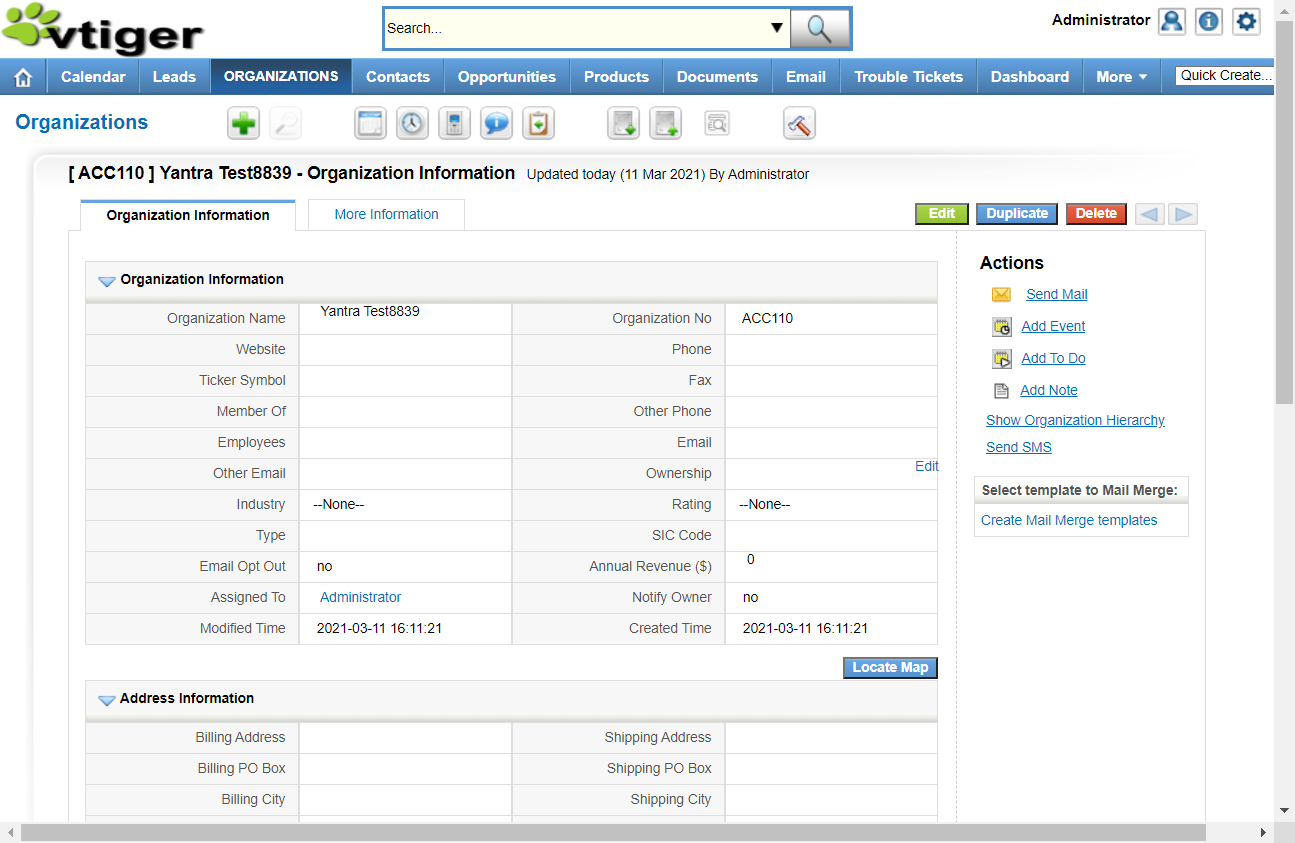 vtiger
Search...
Administrator
Calendar Leads ORGANIZATIONS Contacts Opportunities Products Documents Email Trouble Tickets Dashboard More Quick Create...
Organizations
[ ACC110 ] Yantra Test8839 - Organization Information Updated today (11 Mar 2021) By Administrator
Organization Information More Information Edit Duplicate Delete
Organization Information
Organization Name Yantra Test8839 Organization No ACC110
Website Phone
Ticker Symbol Fax
Member Of Other Phone
Employees Email
Other Email Ownership Edit
Industry --None-- Rating --None--
Type SIC Code
Email Opt Out no Annual Revenue ($) 0
Assigned To Administrator Notify Owner no
Modified Time 2021-03-11 16:11:21 Created Time 2021-03-11 16:11:21
Locate Map
Address Information
Billing Address Shipping Address
Billing PO Box Shipping PO Box
Billing City Shipping City
Actions
Send Mail
Add Event
Add To Do
Add Note
Show Organization Hierarchy
Send SMS
Select template to Mail Merge:
Create Mail Merge templates